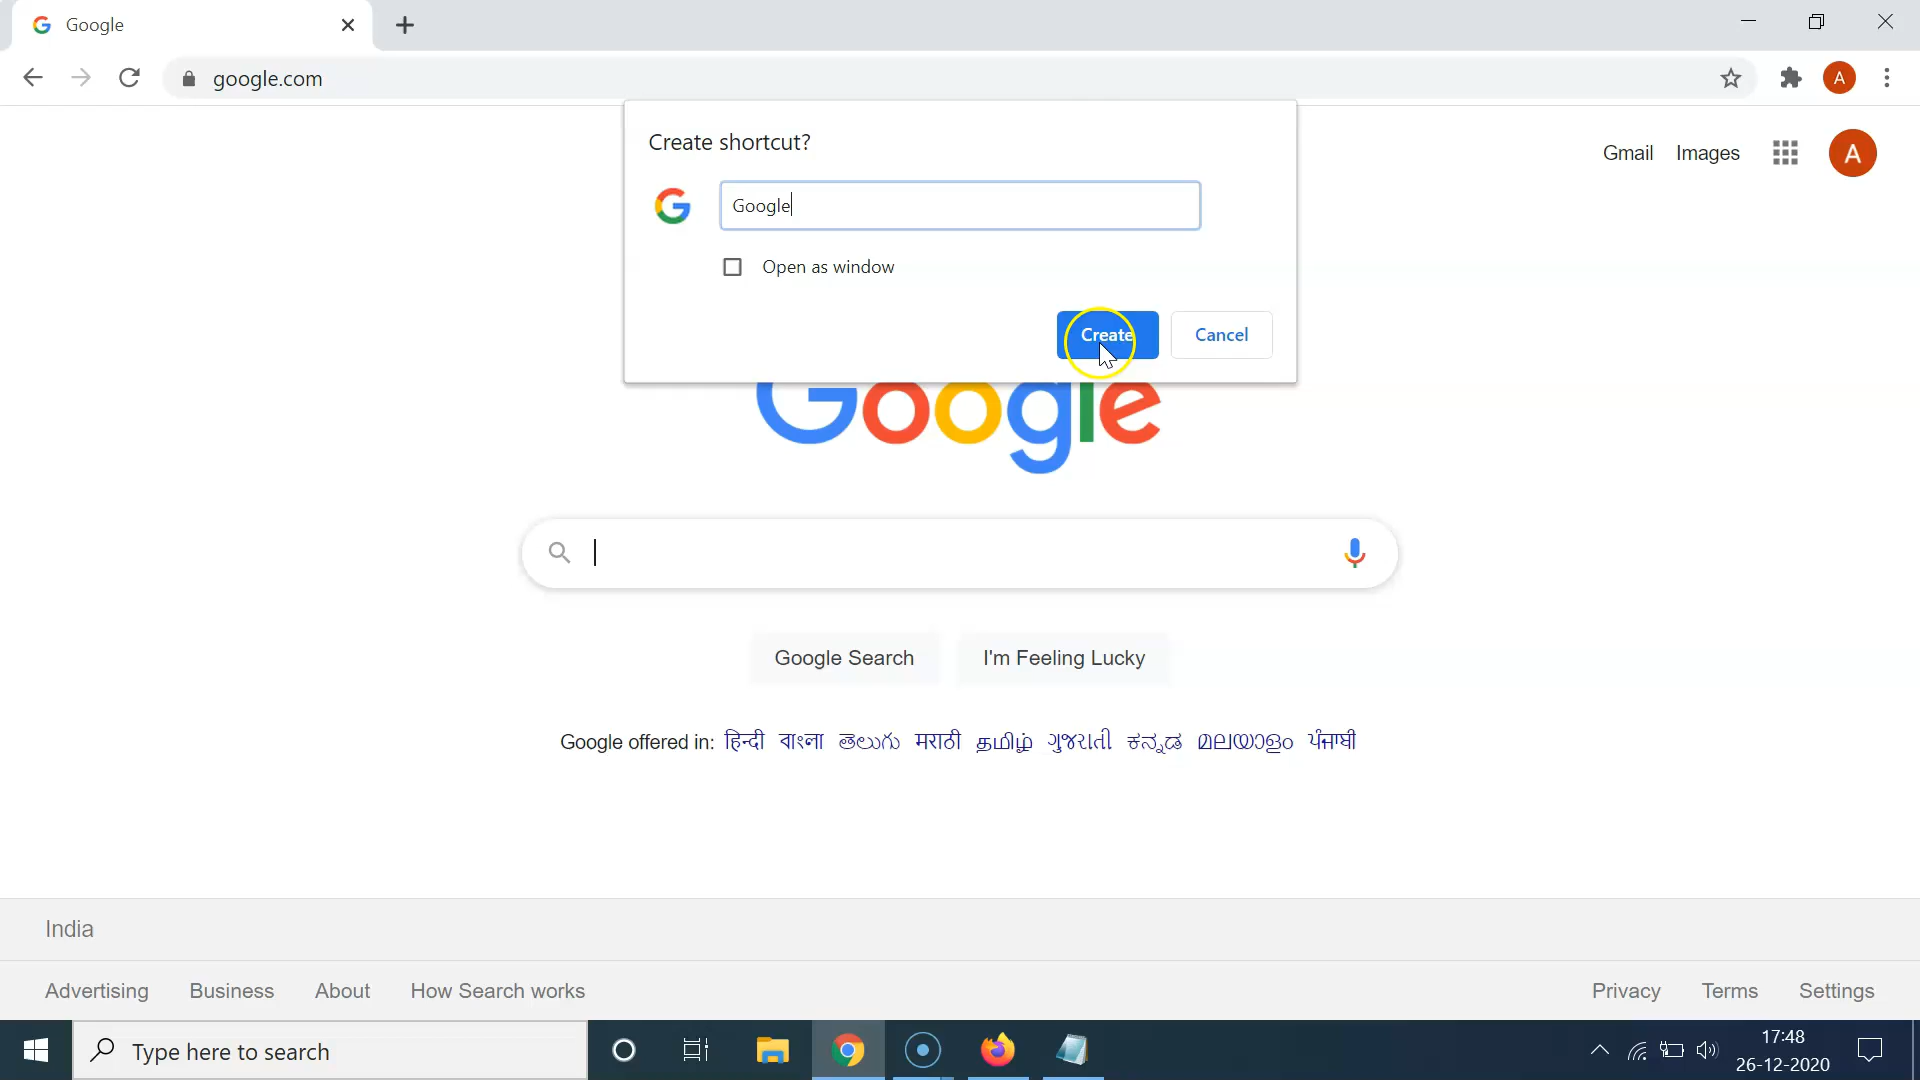 Google
google.com
A
Create shortcut?
Google
Open as window
Create Cancel
Gmail Images A
Google
Google Search I'm Feeling Lucky
Google offered in: हिन्दी বাংলা తెలుగు मराठी தமிழ் ગુજરાતી ಕನ್ನಡ മലയാളം ਪੰਜਾਬੀ
India
Advertising Business About How Search works Privacy Terms Settings
Type here to search 17:48
26-12-2020